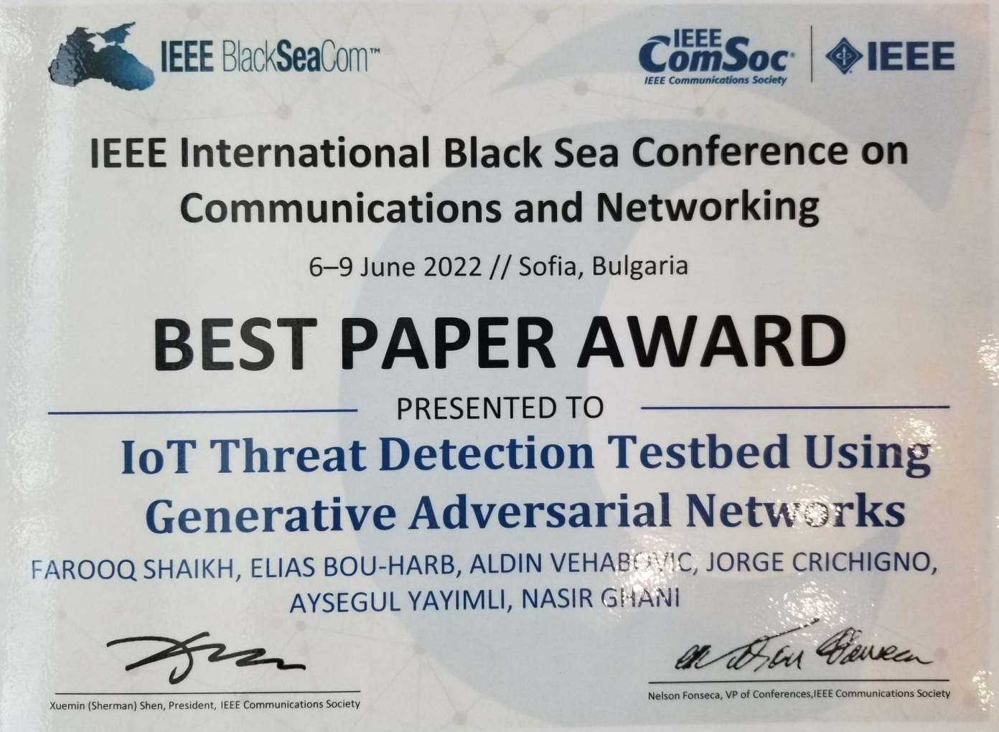 IEEE BlackSeaCom™
IEEE ComSoc®
IEEE Communications Society
IEEE
IEEE International Black Sea Conference on
Communications and Networking
6–9 June 2022 // Sofia, Bulgaria
BEST PAPER AWARD
PRESENTED TO
IoT Threat Detection Testbed Using
Generative Adversarial Networks
FAROOQ SHAIKH, ELIAS BOU-HARB, ALDIN VEHABOVIC, JORGE CRICHIGNO,
AYSEGUL YAYIMLI, NASIR GHANI
Xuemin (Sherman) Shen, President, IEEE Communications Society
Nelson Fonseca, VP of Conferences,IEEE Communications Society